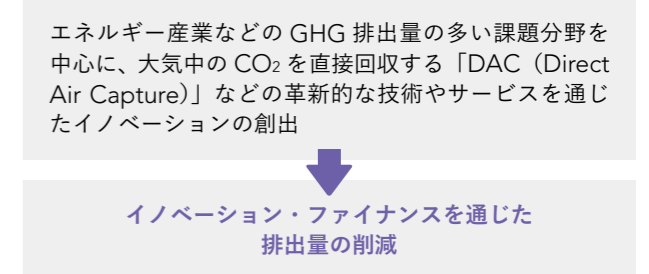 エネルギー産業などの GHG 排出量の多い課題分野を
中心に、大気中の CO₂ を直接回収する「DAC（Direct
Air Capture）」などの革新的な技術やサービスを通じ
たイノベーションの創出
イノベーション・ファイナンスを通じた
排出量の削減